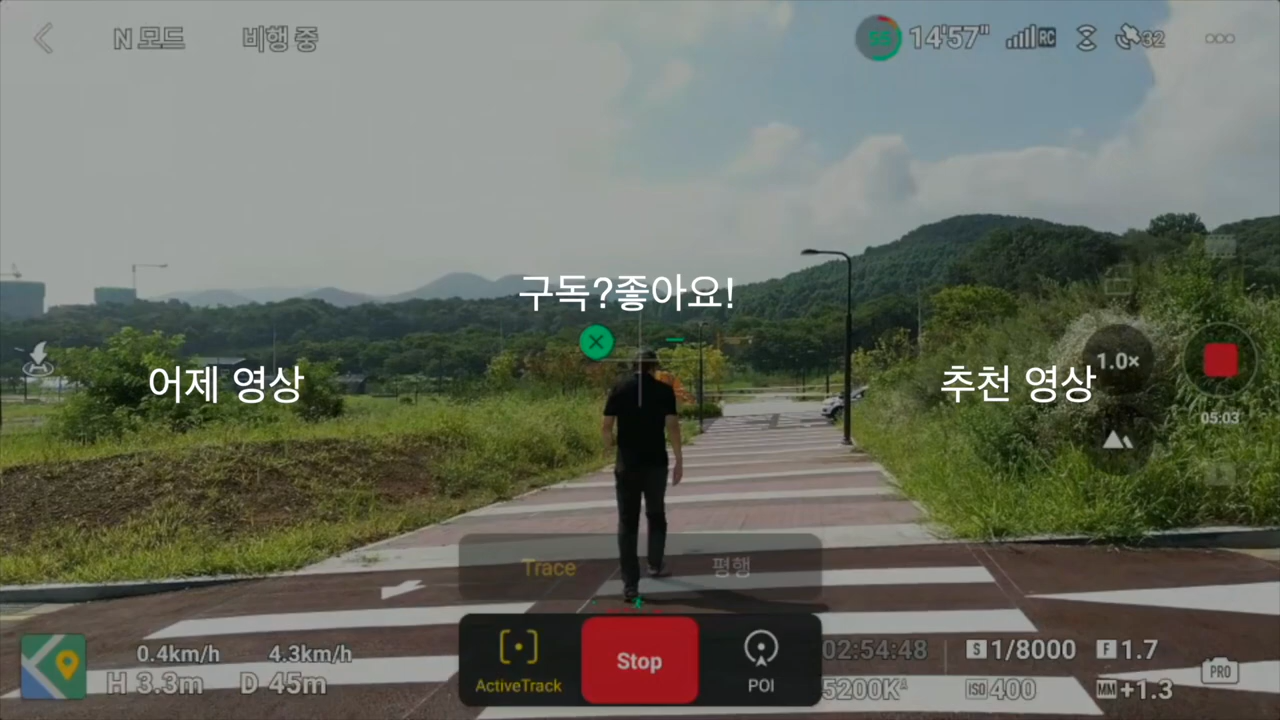 N 모드 비행 중 58 14'57" RC 32
구독?좋아요!
어제 영상 추천 영상
1.0×
05:03
Trace 평행
ActiveTrack Stop POI
0.4km/h 4.3km/h
H 3.3m D 45m
02:54:48 S 1/8000 F 1.7
5200K A ISO 400 MM +1.3
PRO